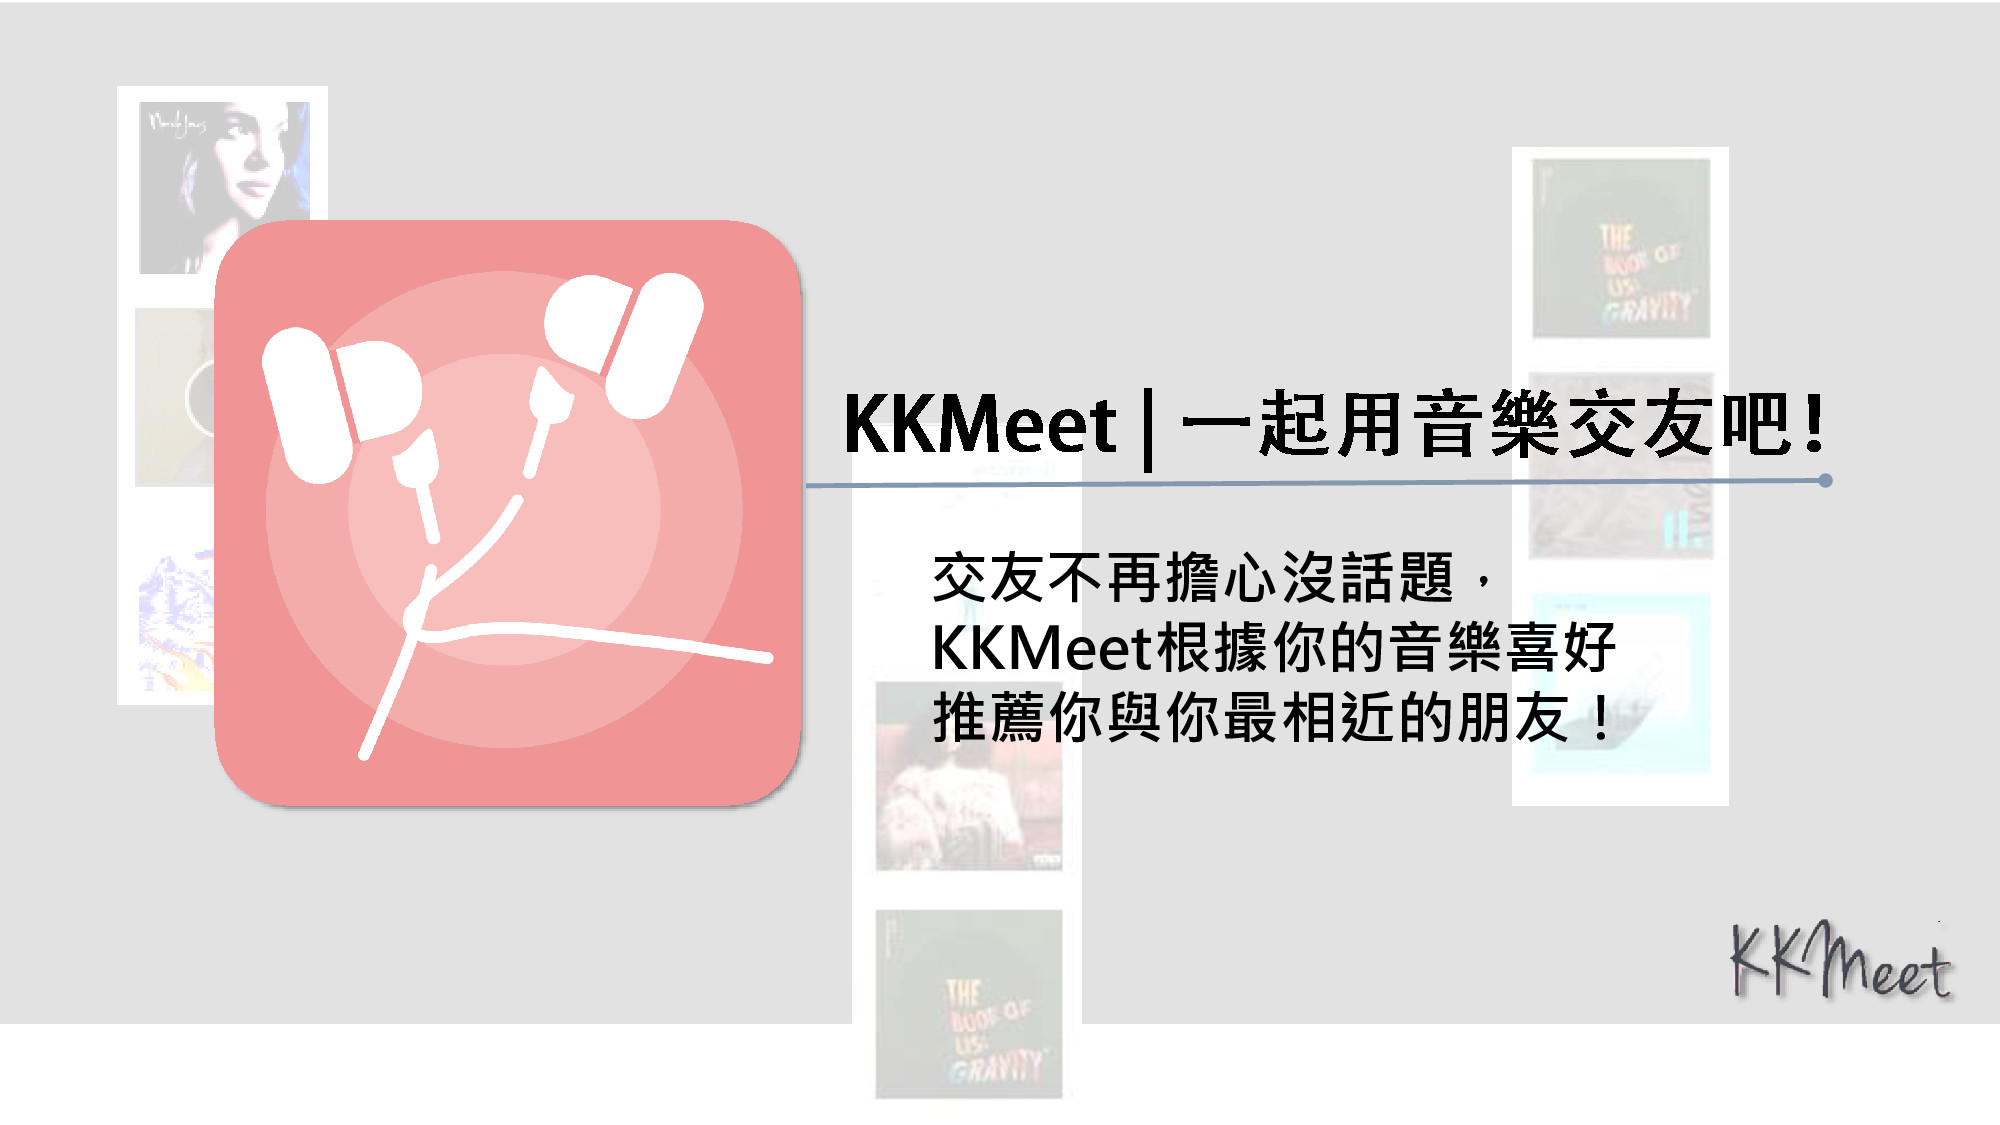 Norah Jones
THE
BOOK OF
US:
GRAVITY
KKMeet | 一起用音樂交友吧!
交友不再擔心沒話題，
KKMeet根據你的音樂喜好
推薦你與你最相近的朋友！
KKMeet
THE
BOOK OF
US:
GRAVITY